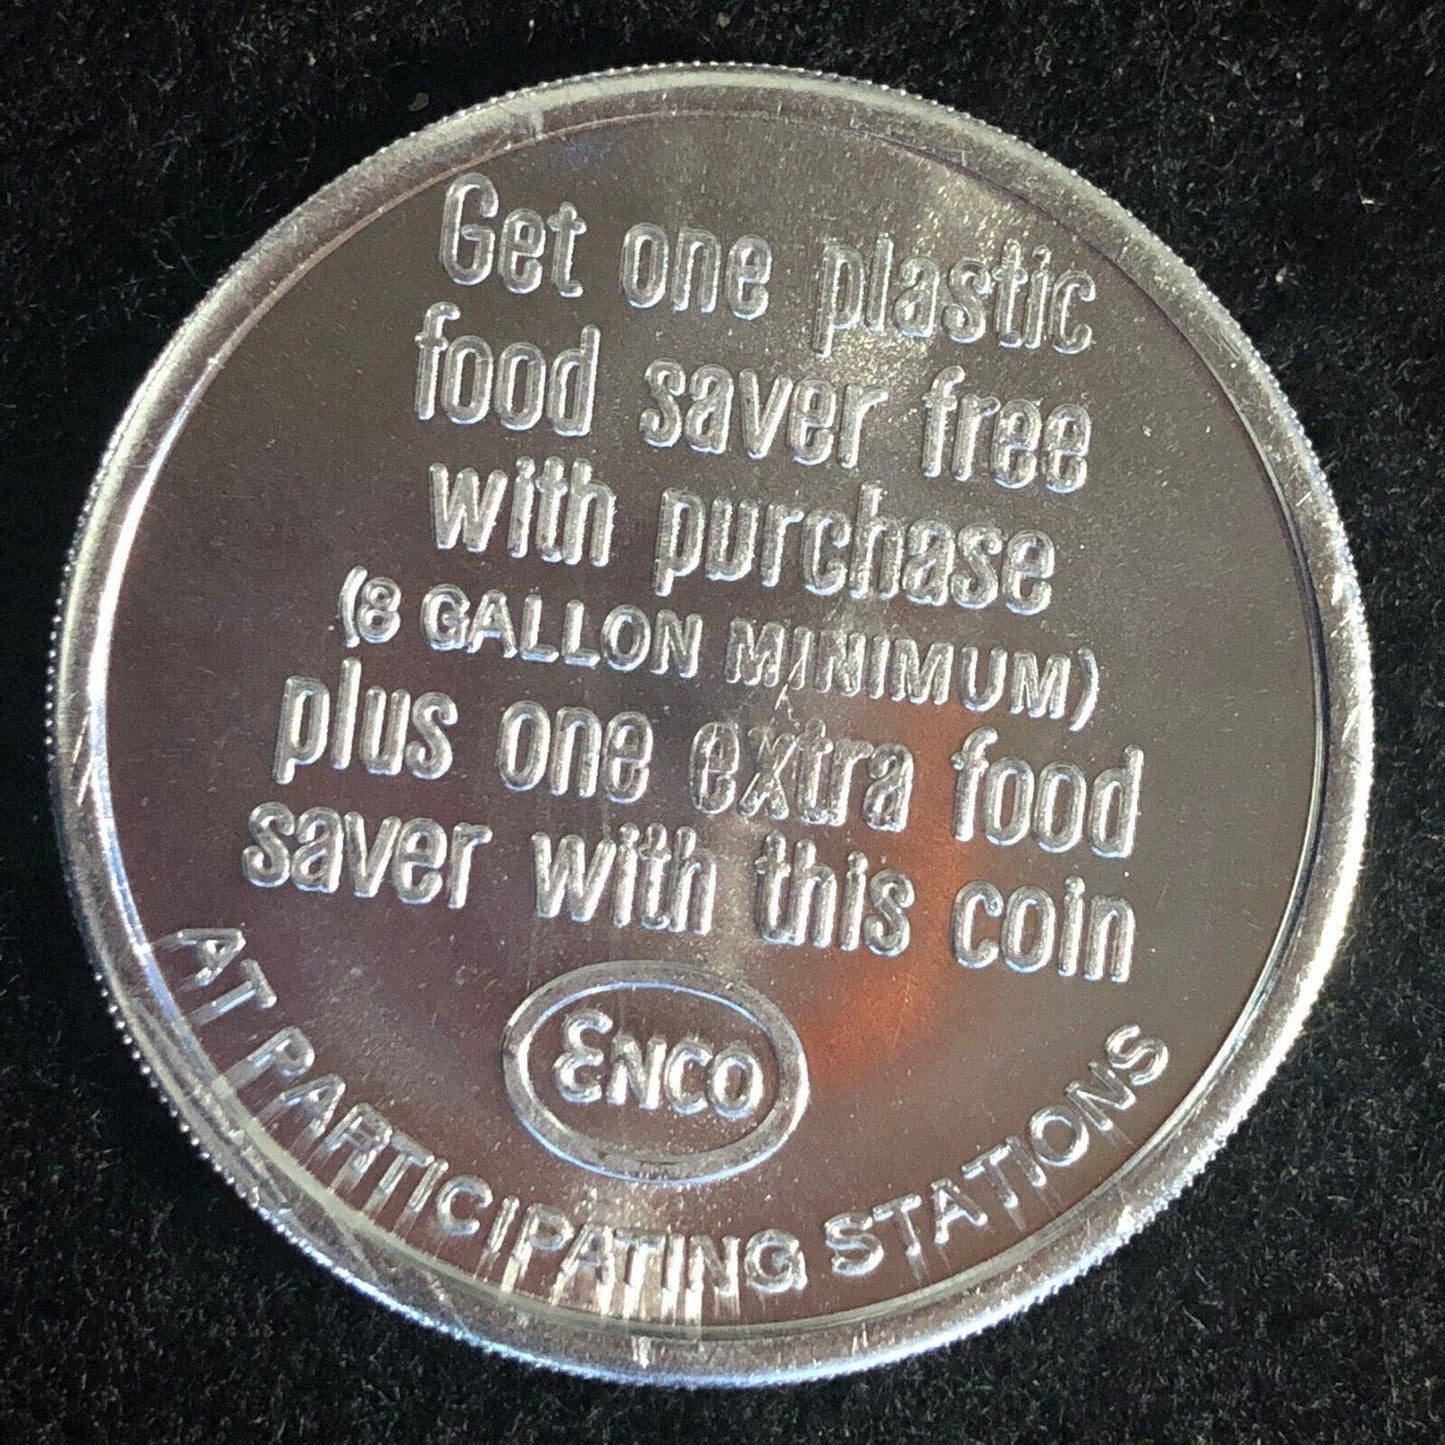 Get one plastic
food saver free
with purchase
(8 GALLON MINIMUM)
plus one extra food
saver with this coin
ENCO
AT PARTICIPATING STATIONS